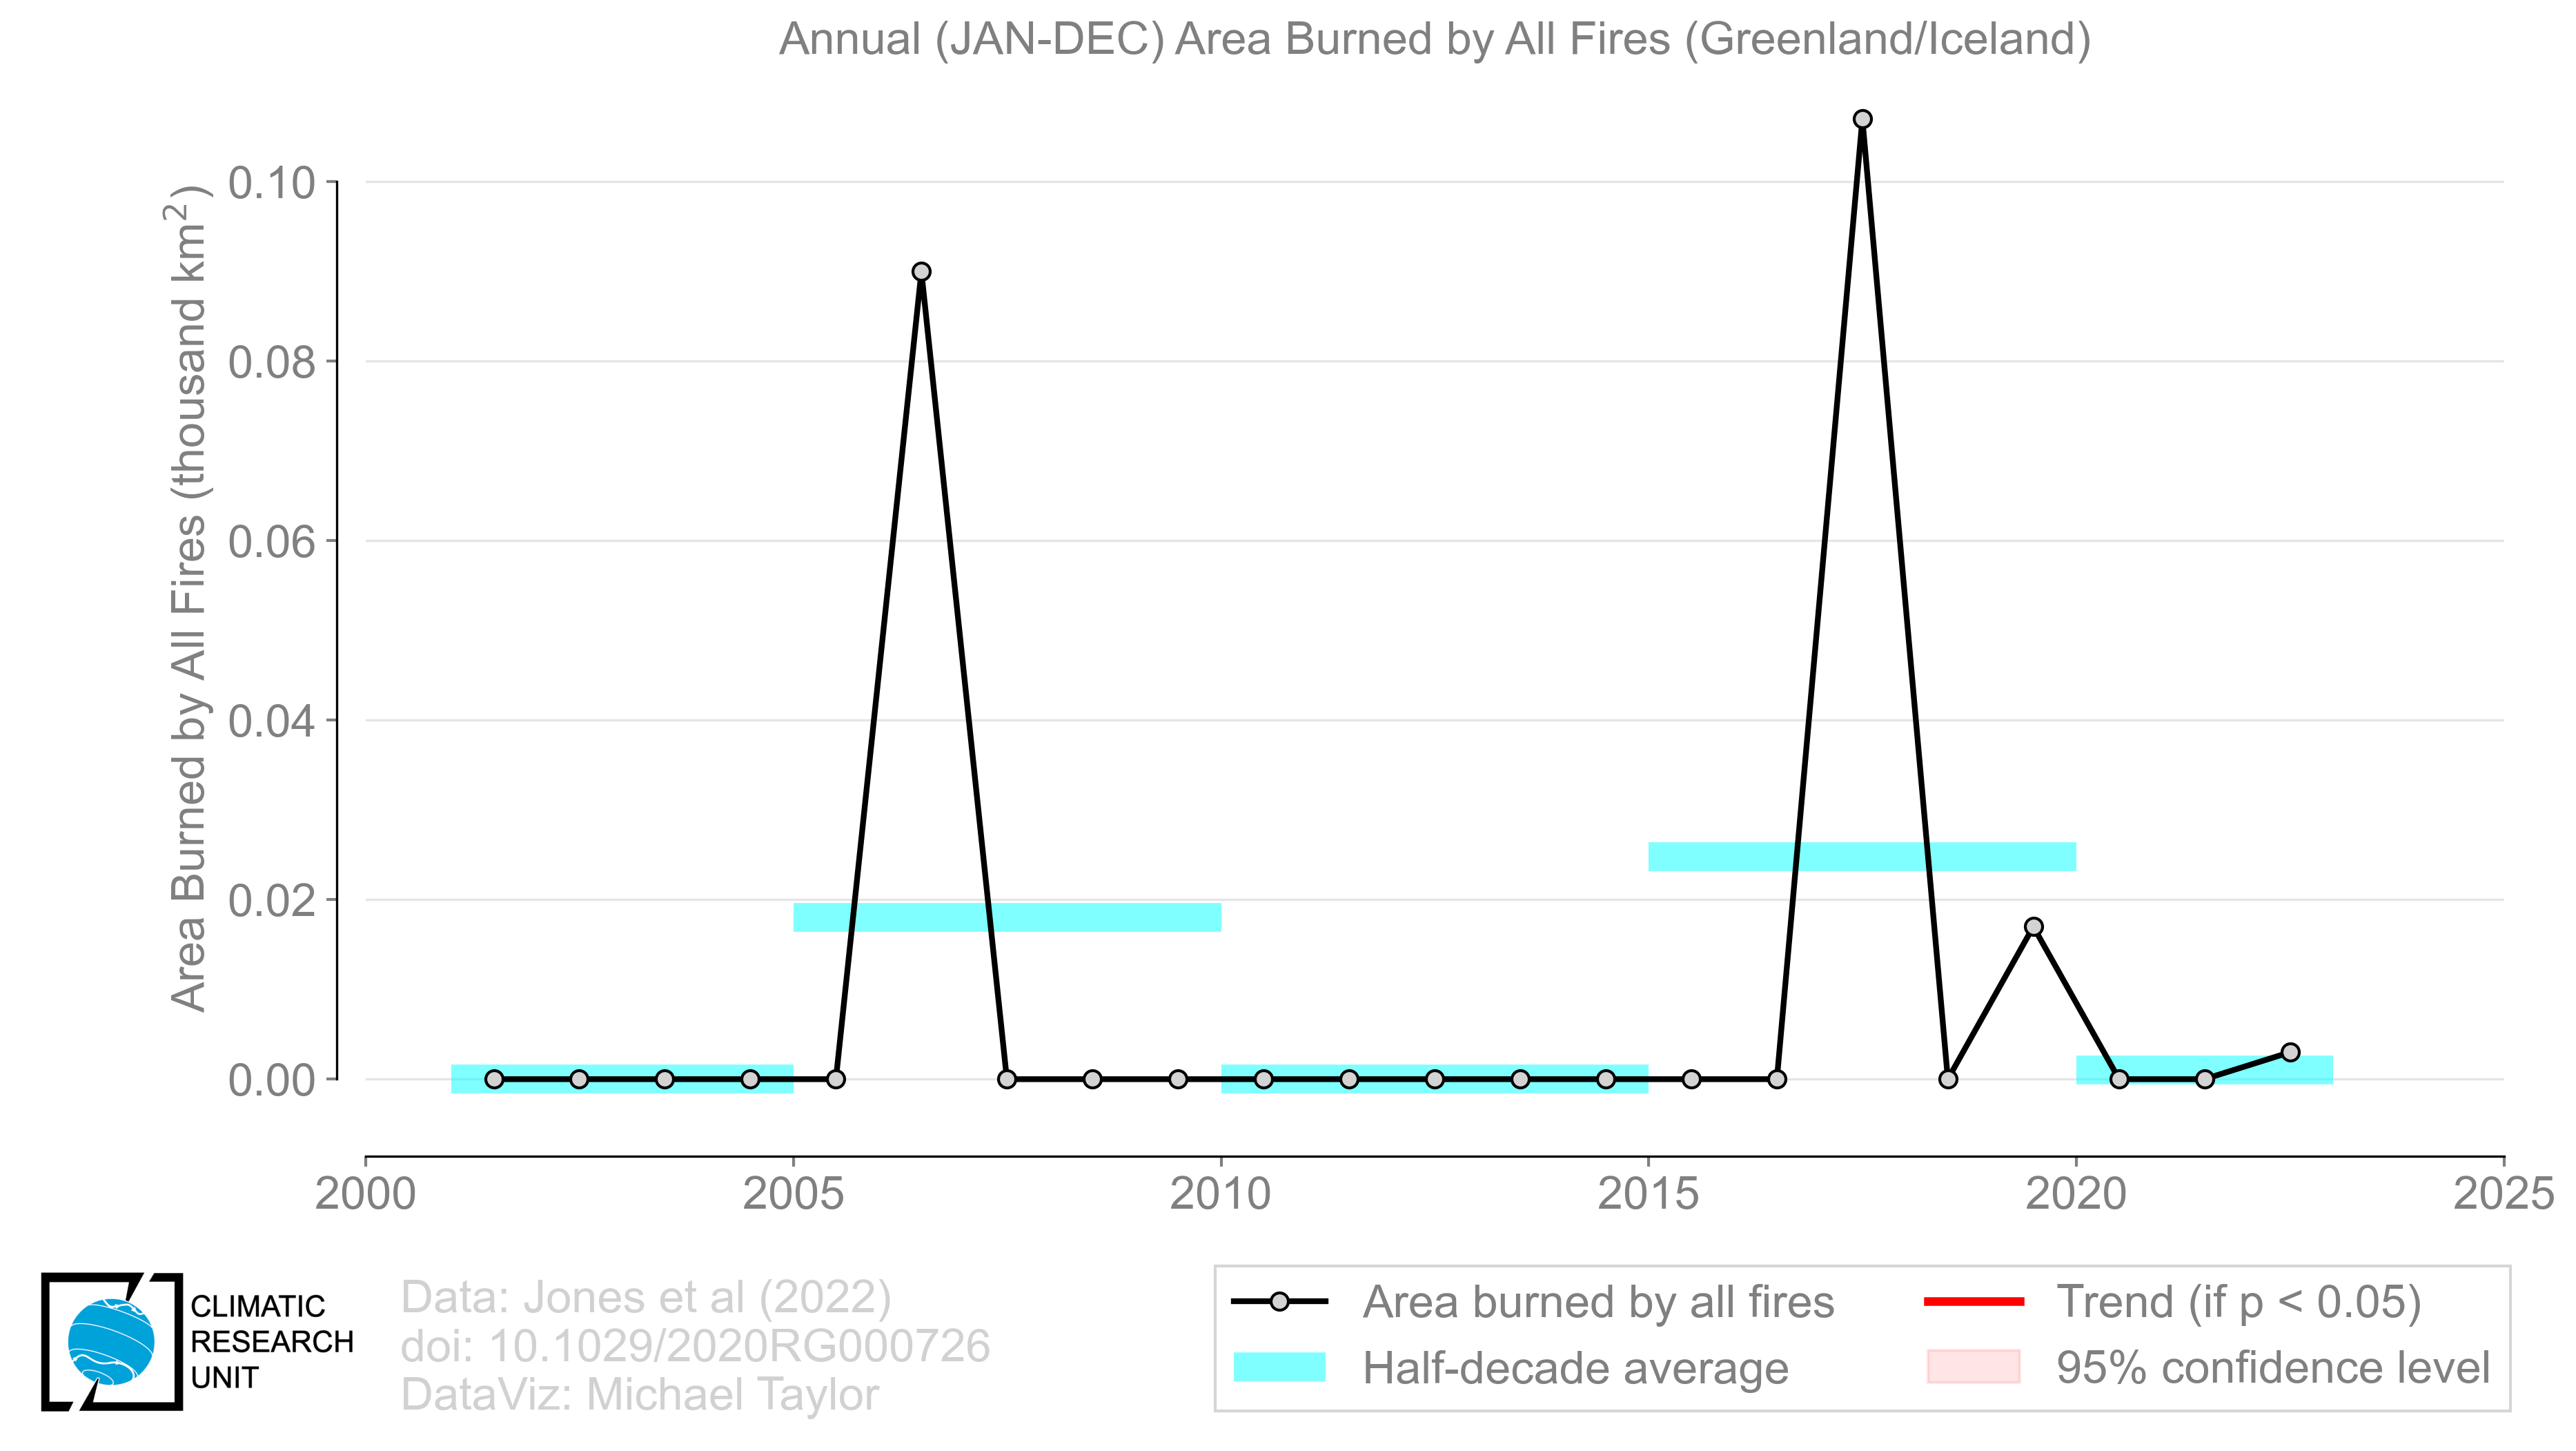 Annual (JAN-DEC) Area Burned by All Fires (Greenland/Iceland)
Area Burned by All Fires (thousand km²)
0.10
0.08
0.06
0.04
0.02
0.00
2000 2005 2010 2015 2020 2025
CLIMATIC
RESEARCH
UNIT
Data: Jones et al (2022)
doi: 10.1029/2020RG000726
DataViz: Michael Taylor
Area burned by all fires
Half-decade average
Trend (if p < 0.05)
95% confidence level